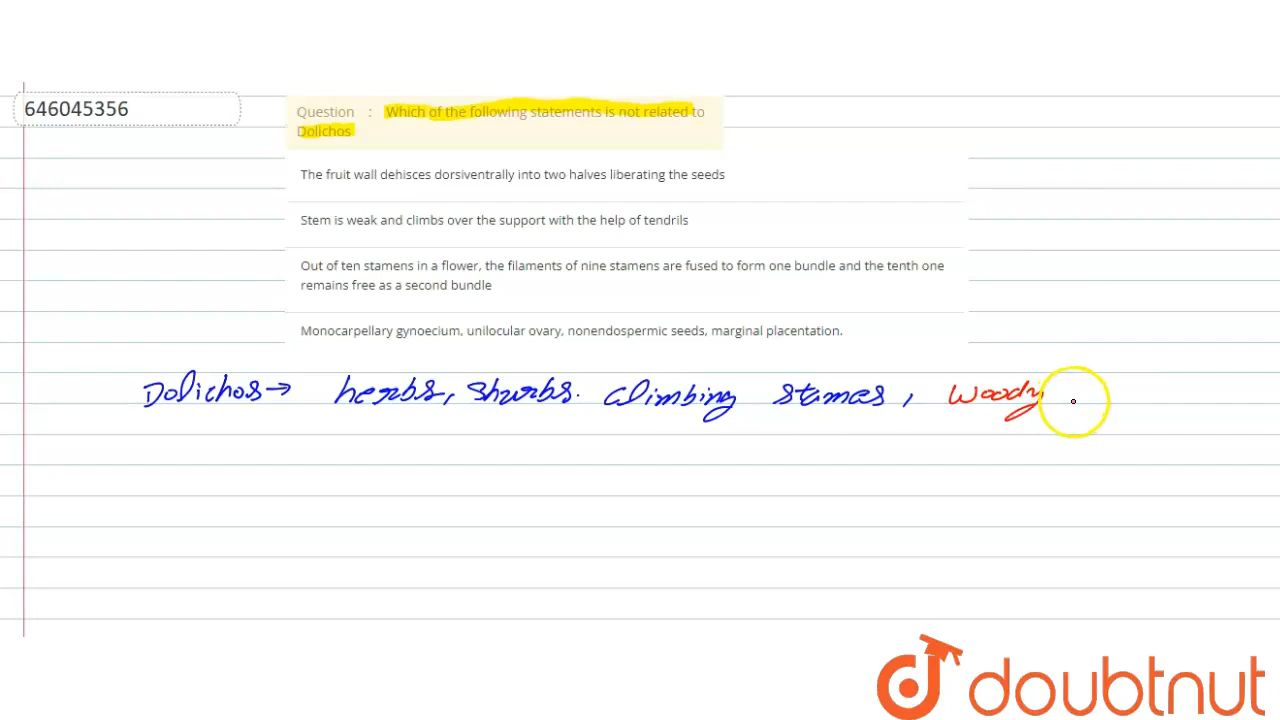 646045356
Question : Which of the following statements is not related to
Dolichos
The fruit wall dehisces dorsiventrally into two halves liberating the seeds
Stem is weak and climbs over the support with the help of tendrils
Out of ten stamens in a flower, the filaments of nine stamens are fused to form one bundle and the tenth one
remains free as a second bundle
Monocarpellary gynoecium, unilocular ovary, nonendospermic seeds, marginal placentation.
Dolichos → herbs, shurbs. climbing stames, woody
doubtnut